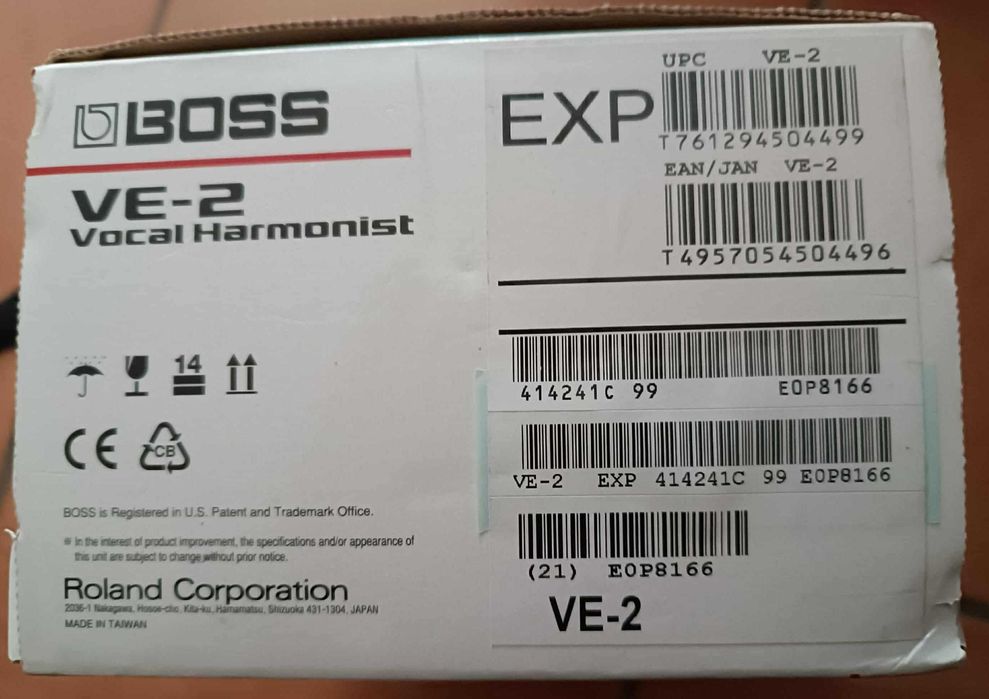 BOSS
VE-2
Vocal Harmonist
14
CB
BOSS is Registered in U.S. Patent and Trademark Office.
※ In the interest of product improvement, the specifications and/or appearance of
this unit are subject to change without prior notice.
Roland Corporation
2036-1 Nakagawa, Hosoe-cho, Kita-ku, Hamamatsu, Shizuoka 431-1304, JAPAN
MADE IN TAIWAN
EXP
UPC VE-2
T761294504499
EAN/JAN VE-2
T4957054504496
414241C 99 E0P8166
VE-2 EXP 414241C 99 E0P8166
(21) E0P8166
VE-2